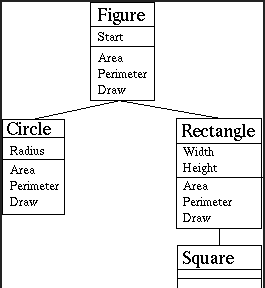 Figure
Start
Area
Perimeter
Draw
Circle
Radius
Area
Perimeter
Draw
Rectangle
Width
Height
Area
Perimeter
Draw
Square